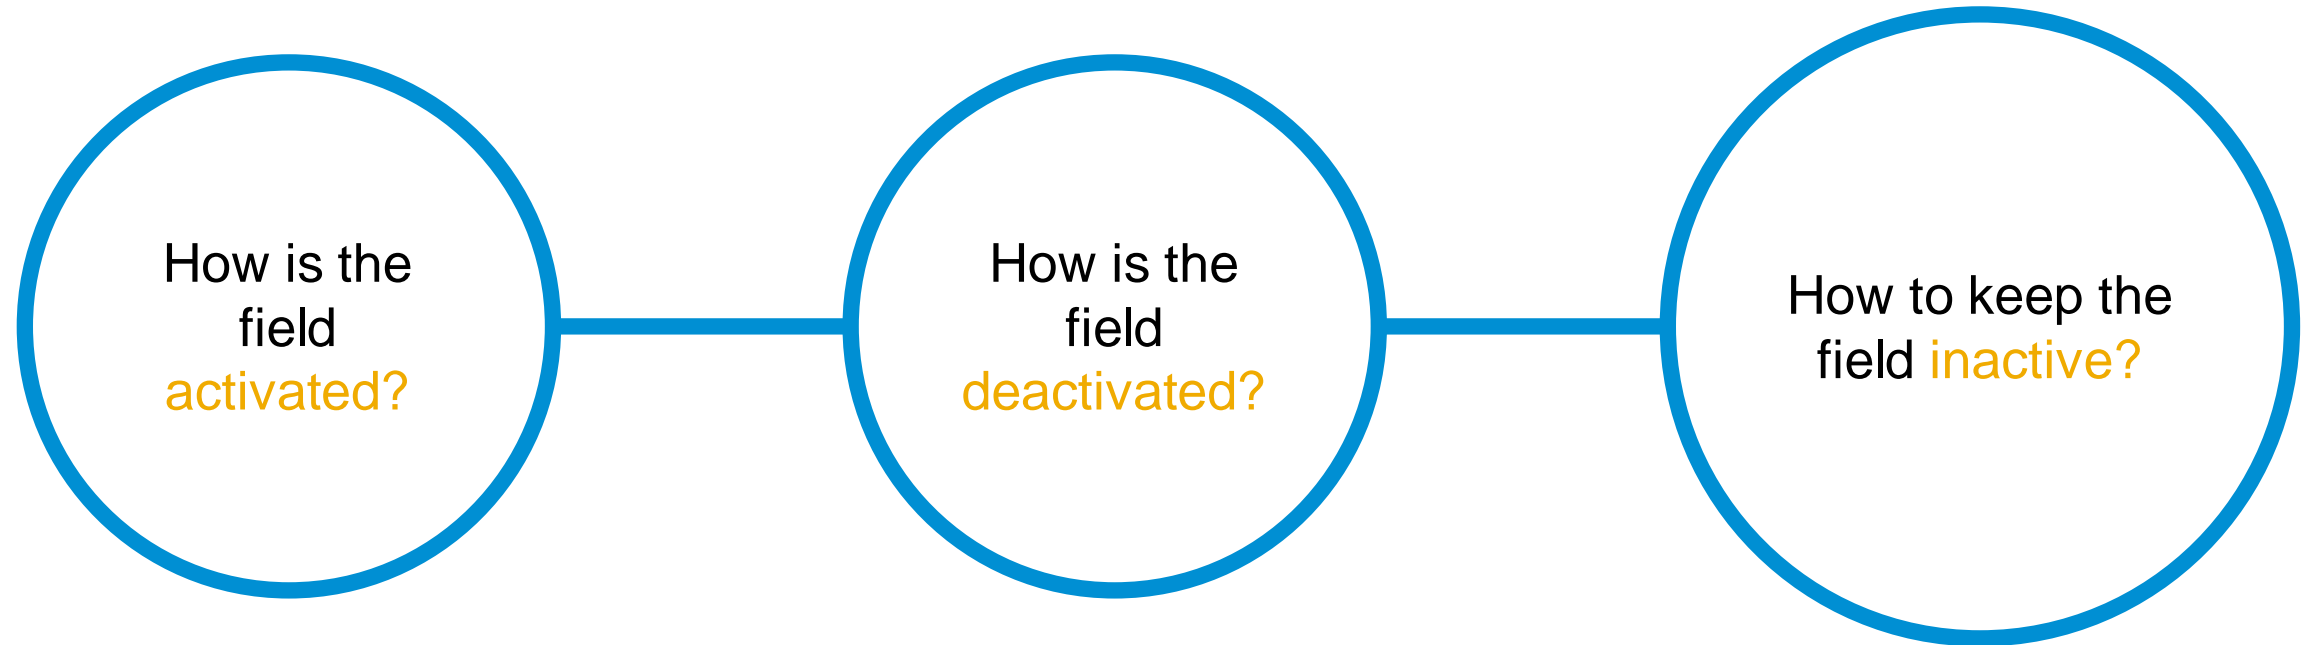 How is the
field
activated?
How is the
field
deactivated?
How to keep the
field inactive?